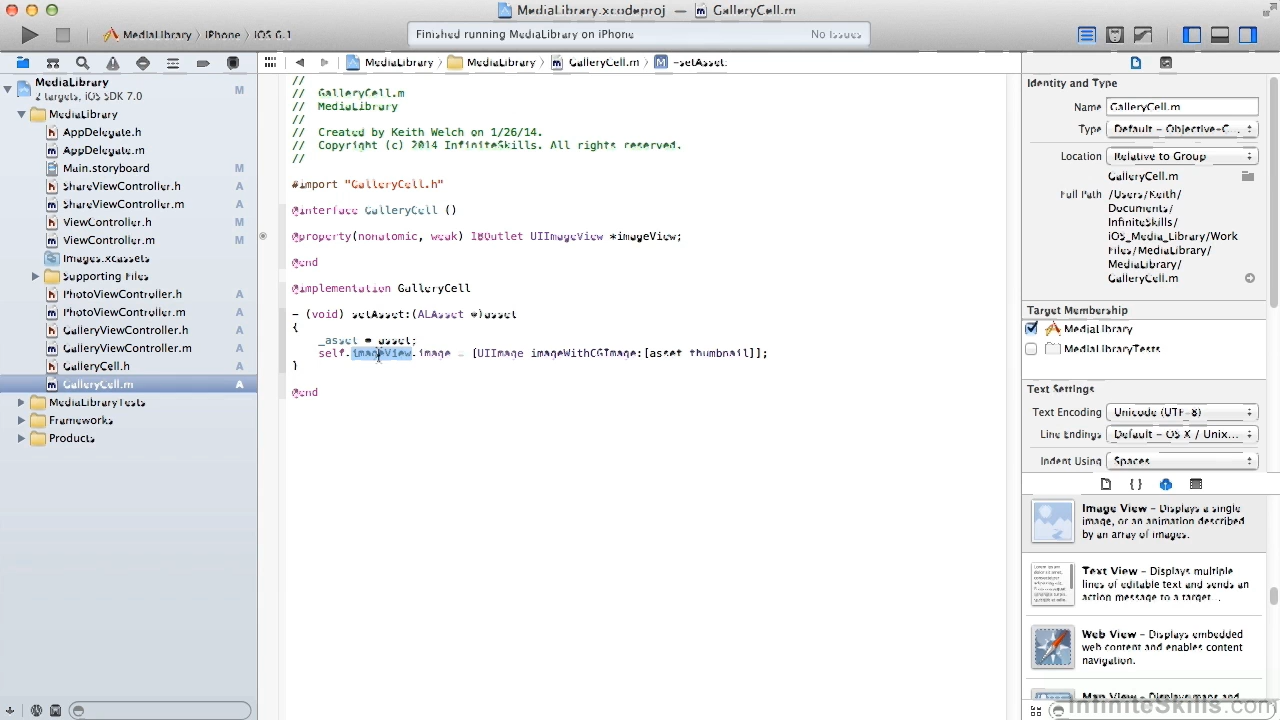 MediaLibrary.xcodeproj — GalleryCell.m
MediaLibrary iPhone iOS 6.1
Finished running MediaLibrary on iPhone No Issues
MediaLibrary MediaLibrary GalleryCell.m -setAsset:
MediaLibrary M
2 targets, iOS SDK 7.0
MediaLibrary
AppDelegate.h
AppDelegate.m
Main.storyboard M
ShareViewController.h A
ShareViewController.m A
ViewController.h M
ViewController.m M
Images.xcassets
Supporting Files
PhotoViewController.h A
PhotoViewController.m A
GalleryViewController.h A
GalleryViewController.m A
GalleryCell.h A
GalleryCell.m A
MediaLibraryTests
Frameworks
Products
//
// GalleryCell.m
// MediaLibrary
//
// Created by Keith Welch on 1/26/14.
// Copyright (c) 2014 InfiniteSkills. All rights reserved.
//
#import "GalleryCell.h"
@interface GalleryCell ()
@property(nonatomic, weak) IBOutlet UIImageView *imageView;
@end
@implementation GalleryCell
- (void) setAsset:(ALAsset *)asset
{
_asset = asset;
self.imageView.image = [UIImage imageWithCGImage:[asset thumbnail]];
}
@end
Identity and Type
Name GalleryCell.m
Type Default - Objective-C...
Location Relative to Group
GalleryCell.m
Full Path /Users/Keith/
Documents/
InfiniteSkills/
iOS_Media_Library/Work
Files/MediaLibrary/
MediaLibrary/
GalleryCell.m
Target Membership
MediaLibrary
MediaLibraryTests
Text Settings
Text Encoding Unicode (UTF-8)
Line Endings Default - OS X / Unix...
Indent Using Spaces
{ }
Image View - Displays a single
image, or an animation described
by an array of images.
Text View - Displays multiple
lines of editable text and sends an
action message to a target...
Web View - Displays embedded
web content and enables content
navigation.
Map View - Displays maps and
InfiniteSkills.com